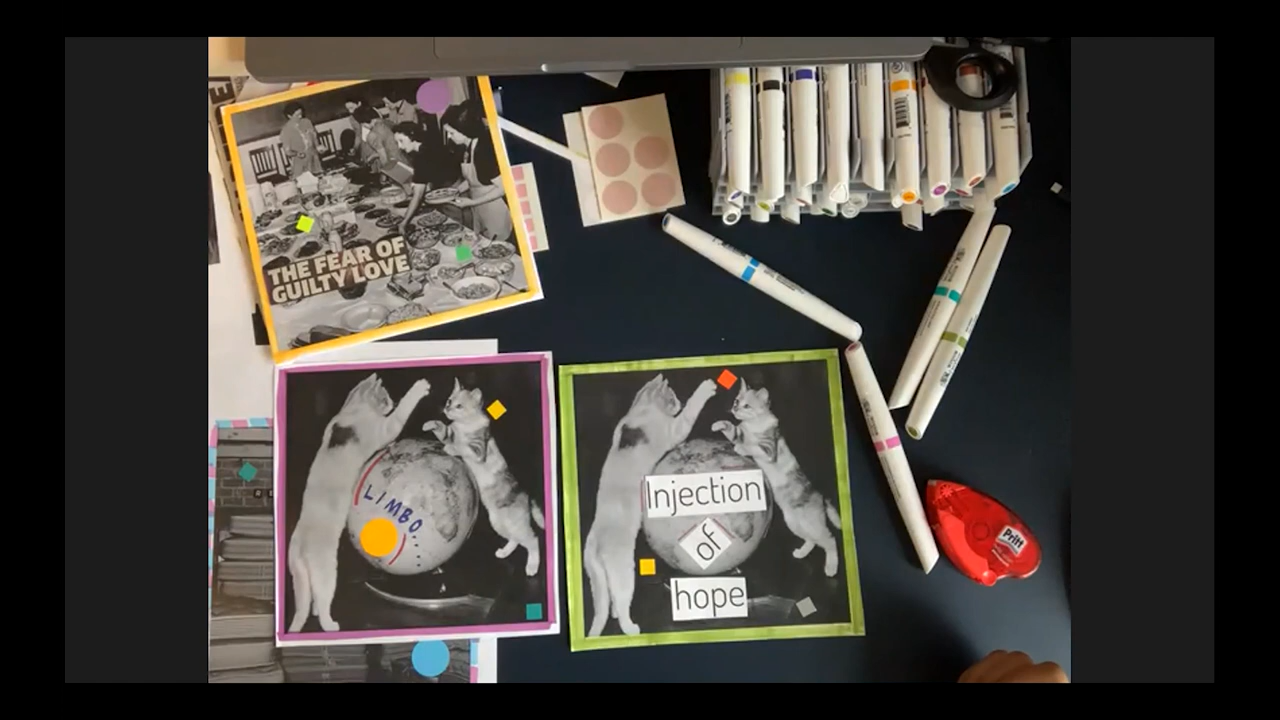 THE FEAR OF
GUILTY LOVE
LIMBO...
Injection
of
hope
Pritt